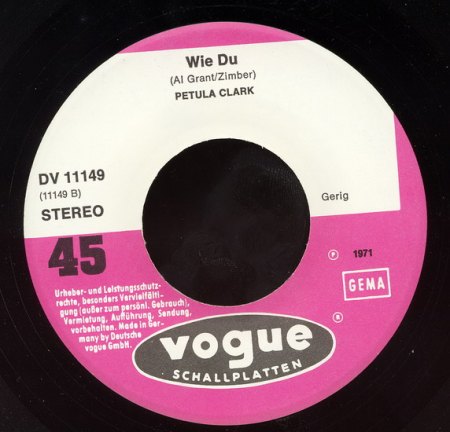 Wie Du
(Al Grant/Zimber)
PETULA CLARK
DV 11149
(11149 B)
STEREO
Gerig
45
Ⓟ 1971
GEMA
Urheber- und Leistungsschutz-
rechte, besonders Vervielfälti-
gung (außer zum persönl. Gebrauch),
Vermietung, Aufführung, Sendung,
vorbehalten. Made in Ger-
many by Deutsche
vogue GmbH.
®
vogue
SCHALLPLATTEN